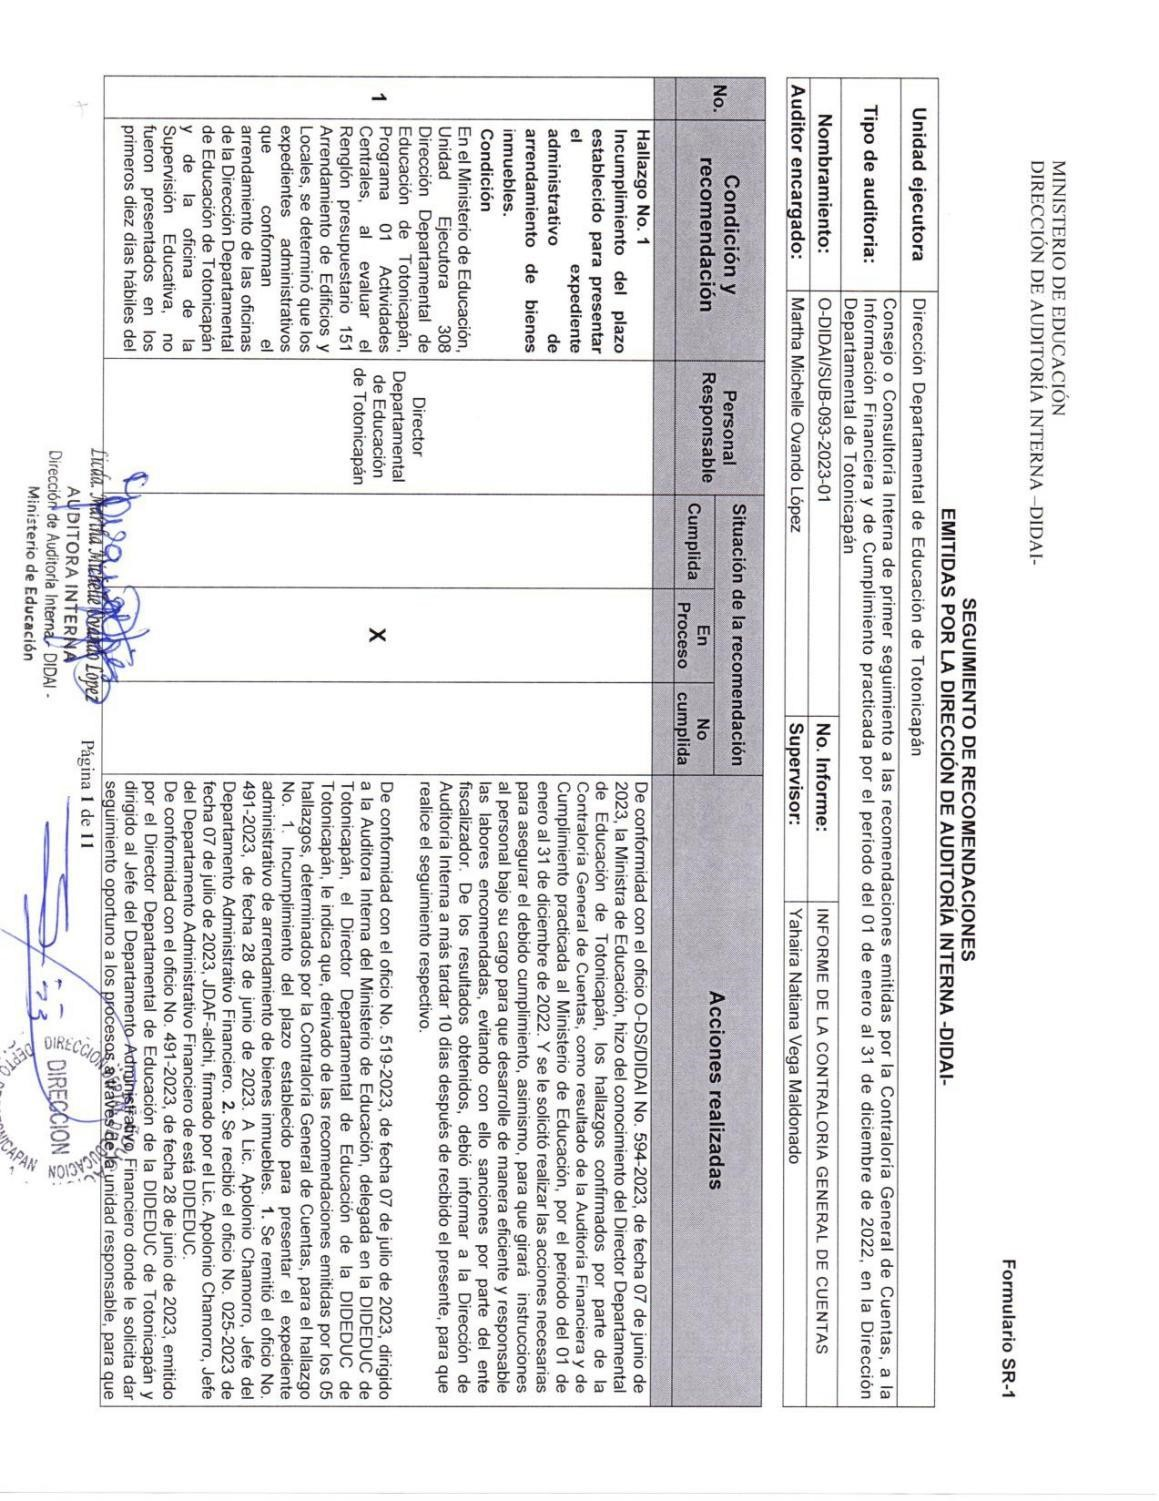 MINISTERIO DE EDUCACIÓN
DIRECCIÓN DE AUDITORÍA INTERNA –DIDAI-
Formulario SR-1
SEGUIMIENTO DE RECOMENDACIONES
EMITIDAS POR LA DIRECCIÓN DE AUDITORÍA INTERNA -DIDAI-
Unidad ejecutora
Dirección Departamental de Educación de Totonicapán
Tipo de auditoria:
Consejo o Consultoría Interna de primer seguimiento a las recomendaciones emitidas por la Contraloría General de Cuentas, a la
Información Financiera y de Cumplimiento practicada por el periodo del 01 de enero al 31 de diciembre de 2022, en la Dirección
Departamental de Totonicapán
Nombramiento:
O-DIDAI/SUB-093-2023-01
No. Informe:
INFORME DE LA CONTRALORIA GENERAL DE CUENTAS
Auditor encargado:
Martha Michelle Ovando López
Supervisor:
Yahaira Natiana Vega Maldonado
No.
Condición y
recomendación
Personal
Responsable
Situación de la recomendación
Cumplida
En
Proceso
No
cumplida
Acciones realizadas
1
Hallazgo No. 1
Incumplimiento del plazo
establecido para presentar
el expediente
administrativo de
arrendamiento de bienes
inmuebles.
Condición
En el Ministerio de Educación,
Unidad Ejecutora 308
Dirección Departamental de
Educación de Totonicapán,
Programa 01 Actividades
Centrales, al evaluar el
Renglón presupuestario 151
Arrendamiento de Edificios y
Locales, se determinó que los
expedientes administrativos
que conforman el
arrendamiento de las oficinas
de la Dirección Departamental
de Educación de Totonicapán
y de la oficina de la
Supervisión Educativa, no
fueron presentados en los
primeros diez días hábiles del
Director
Departamental
de Educación
de Totonicapán
X
De conformidad con el oficio O-DS/DIDAI No. 594-2023, de fecha 07 de junio de
2023, la Ministra de Educación, hizo del conocimiento del Director Departamental
de Educación de Totonicapán, los hallazgos confirmados por parte de la
Contraloría General de Cuentas, como resultado de la Auditoría Financiera y de
Cumplimiento practicada al Ministerio de Educación, por el periodo del 01 de
enero al 31 de diciembre de 2022. Y se le solicitó realizar las acciones necesarias
para asegurar el debido cumplimiento, asimismo, para que girará instrucciones
al personal bajo su cargo para que desarrolle de manera eficiente y responsable
las labores encomendadas, evitando con ello sanciones por parte del ente
fiscalizador. De los resultados obtenidos, debió informar a la Dirección de
Auditoría Interna a más tardar 10 días después de recibido el presente, para que
realice el seguimiento respectivo.
De conformidad con el oficio No. 519-2023, de fecha 07 de julio de 2023, dirigido
a la Auditora Interna del Ministerio de Educación, delegada en la DIDEDUC de
Totonicapán, el Director Departamental de Educación de la DIDEDUC de
Totonicapán, le indica que, derivado de las recomendaciones emitidas por los 05
hallazgos, determinados por la Contraloría General de Cuentas, para el hallazgo
No. 1. Incumplimiento del plazo establecido para presentar el expediente
administrativo de arrendamiento de bienes inmuebles. 1. Se remitió el oficio No.
491-2023, de fecha 28 de junio de 2023. A Lic. Apolonio Chamorro, Jefe del
Departamento Administrativo Financiero. 2. Se recibió el oficio No. 025-2023 de
fecha 07 de julio de 2023, JDAF-alchi, firmado por el Lic. Apolonio Chamorro, Jefe
del Departamento Administrativo Financiero de está DIDEDUC.
De conformidad con el oficio No. 491-2023, de fecha 28 de junio de 2023, emitido
por el Director Departamental de Educación de la DIDEDUC de Totonicapán y
dirigido al Jefe del Departamento Administrativo Financiero donde le solicita dar
seguimiento oportuno a los procesos a través de la unidad responsable, para que
Licda. Martha Michelle Ovando López
AUDITORA INTERNA
Dirección de Auditoría Interna DIDAI -
Ministerio de Educación
Página 1 de 11
DIRECCION